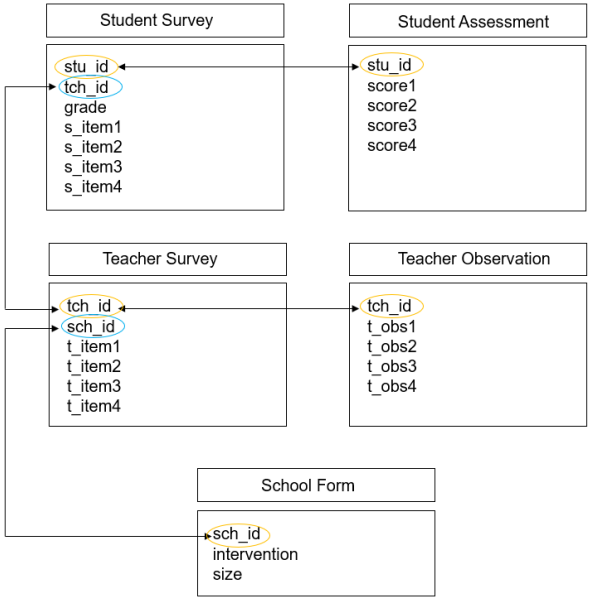 Student Survey
stu_id
tch_id
grade
s_item1
s_item2
s_item3
s_item4
Student Assessment
stu_id
score1
score2
score3
score4
Teacher Survey
tch_id
sch_id
t_item1
t_item2
t_item3
t_item4
Teacher Observation
tch_id
t_obs1
t_obs2
t_obs3
t_obs4
School Form
sch_id
intervention
size